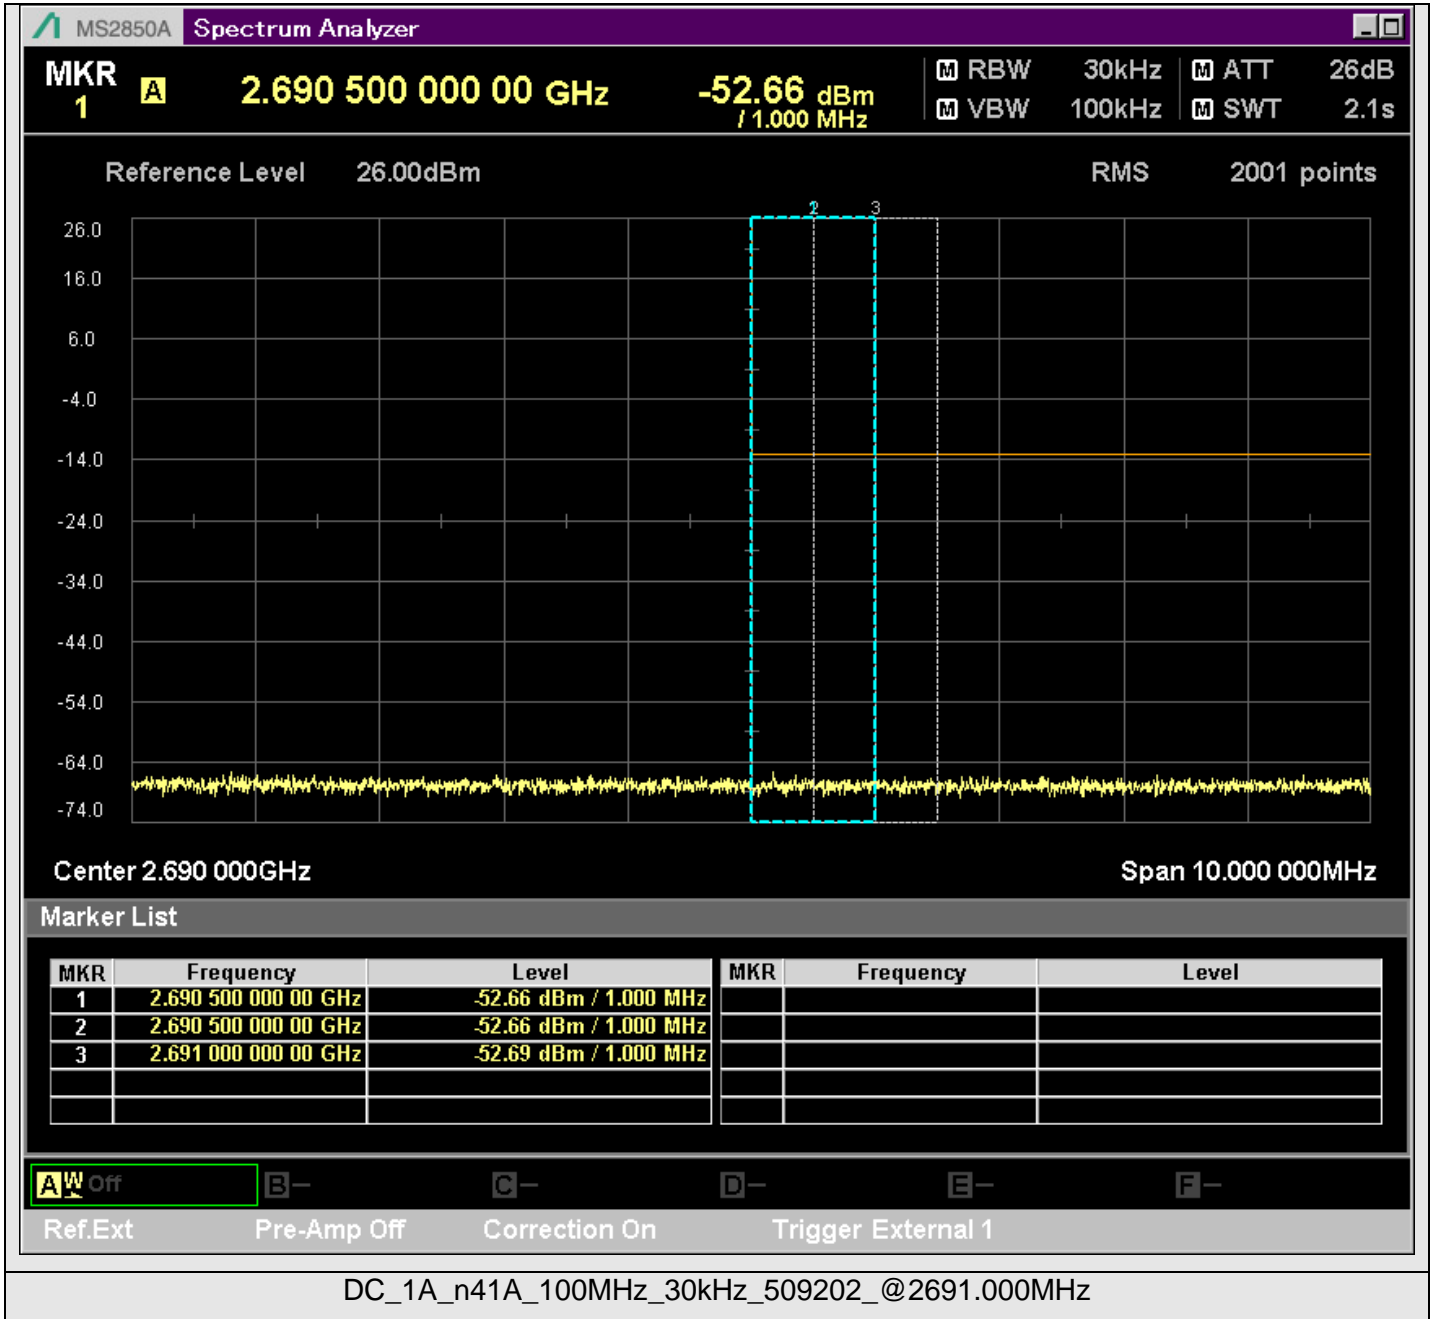 MS2850A Spectrum Analyzer
MKR 1 A 2.690 500 000 00 GHz -52.66 dBm / 1.000 MHz
M RBW 30kHz M ATT 26dB
M VBW 100kHz M SWT 2.1s
Reference Level 26.00dBm RMS 2001 points
2 3
26.0
16.0
6.0
-4.0
-14.0
-24.0
-34.0
-44.0
-54.0
-64.0
-74.0
Center 2.690 000GHz Span 10.000 000MHz
Marker List
MKR Frequency Level MKR Frequency Level
1 2.690 500 000 00 GHz -52.66 dBm / 1.000 MHz
2 2.690 500 000 00 GHz -52.66 dBm / 1.000 MHz
3 2.691 000 000 00 GHz -52.69 dBm / 1.000 MHz
A W Off B — C — D — E — F —
Ref.Ext Pre-Amp Off Correction On Trigger External 1
DC_1A_n41A_100MHz_30kHz_509202_@2691.000MHz